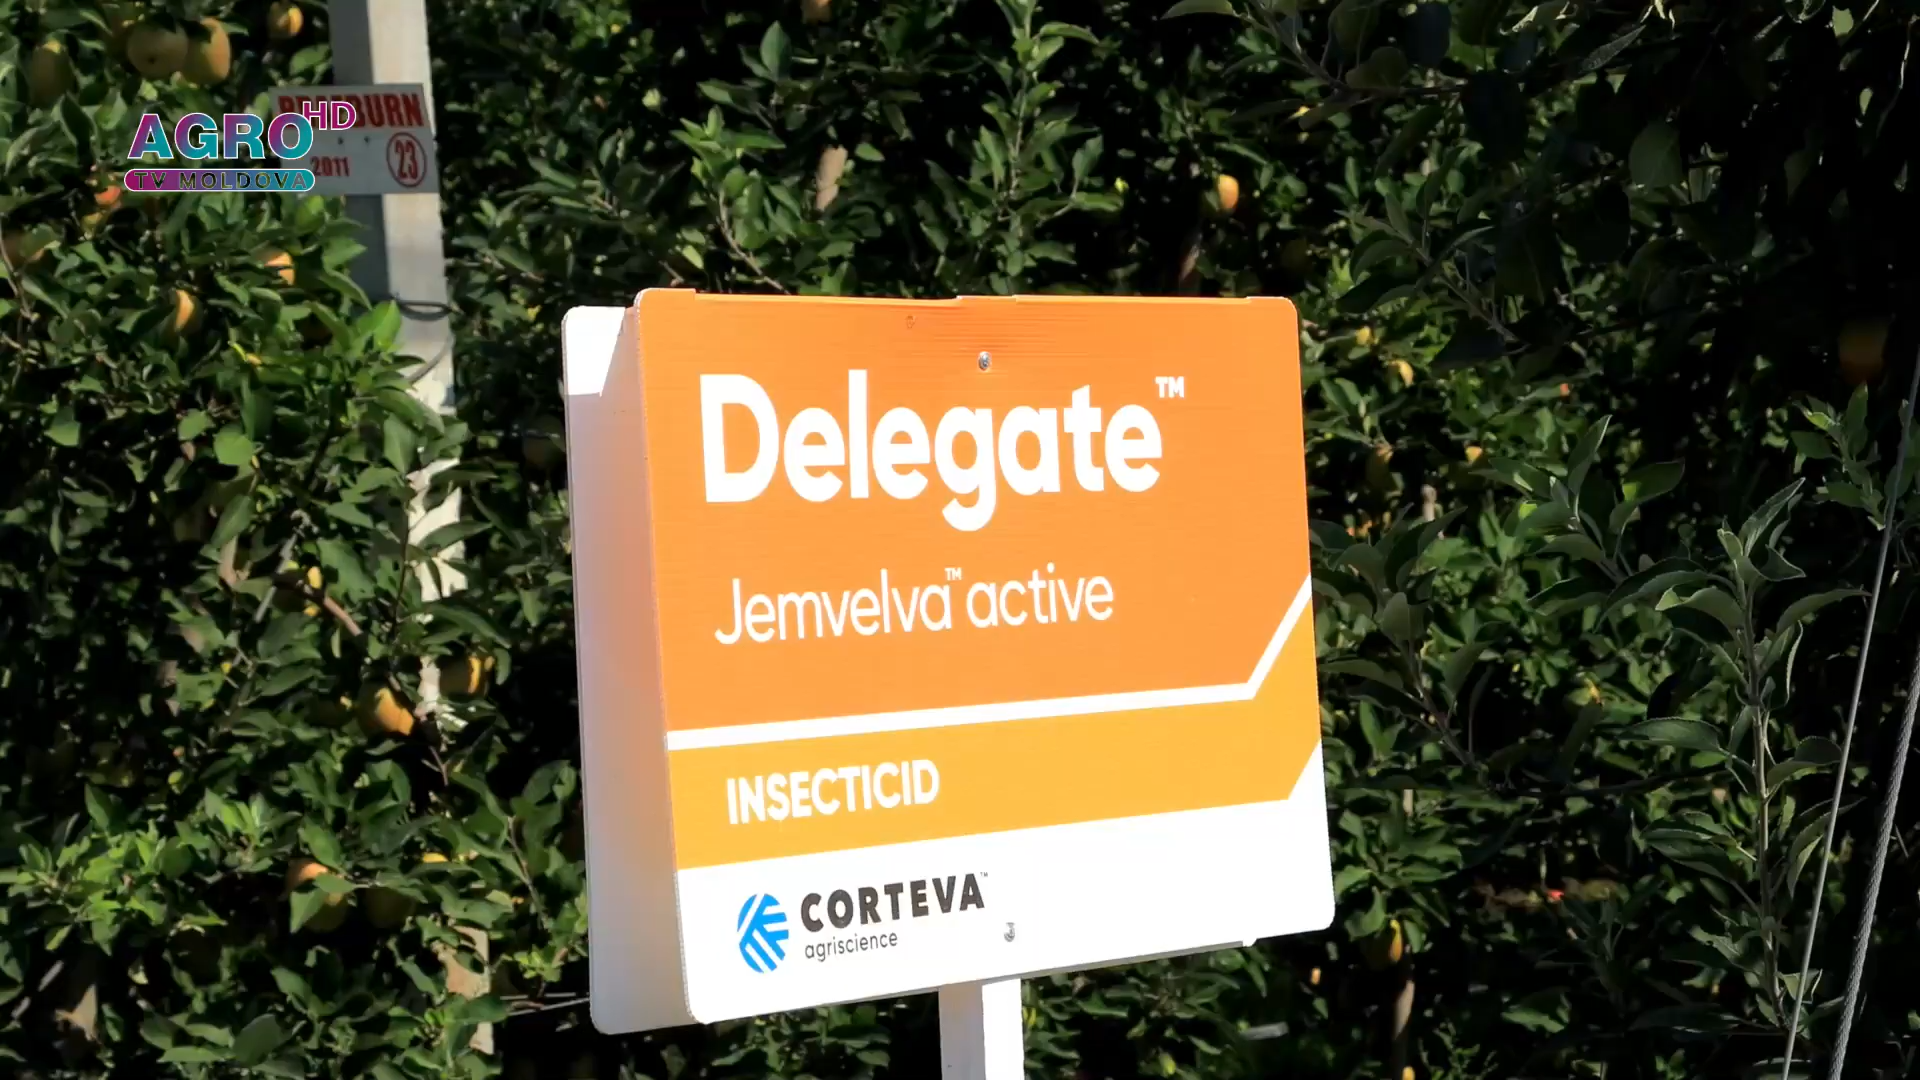 AGRO HD
TV MOLDOVA
2011
23
Delegate™
Jemvelva™ active
INSECTICID
CORTEVA™
agriscience